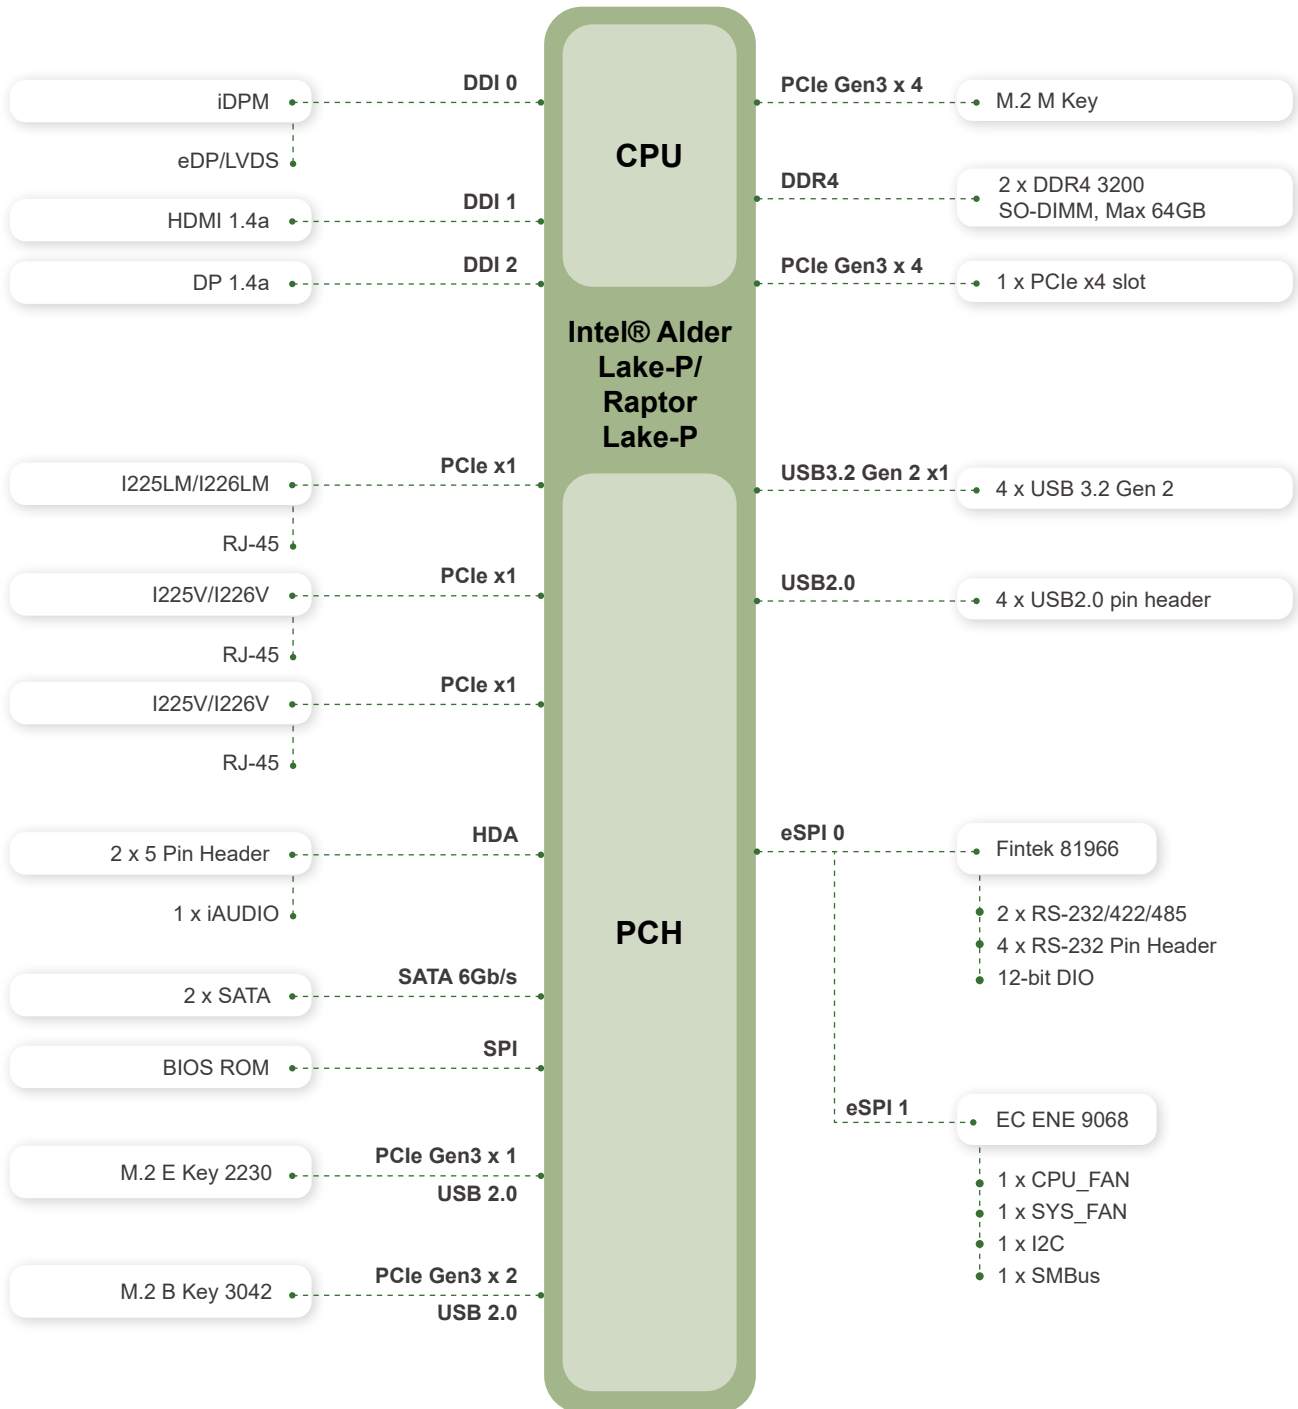 DDI 0
iDPM
eDP/LVDS
DDI 1
HDMI 1.4a
DDI 2
DP 1.4a
CPU
PCIe Gen3 x 4
M.2 M Key
DDR4
2 x DDR4 3200
SO-DIMM, Max 64GB
PCIe Gen3 x 4
1 x PCIe x4 slot
Intel® Alder
Lake-P/
Raptor
Lake-P
PCIe x1
I225LM/I226LM
RJ-45
PCIe x1
I225V/I226V
RJ-45
PCIe x1
I225V/I226V
RJ-45
HDA
2 x 5 Pin Header
1 x iAUDIO
SATA 6Gb/s
2 x SATA
SPI
BIOS ROM
PCIe Gen3 x 1
M.2 E Key 2230
USB 2.0
PCIe Gen3 x 2
M.2 B Key 3042
USB 2.0
PCH
USB3.2 Gen 2 x1
4 x USB 3.2 Gen 2
USB2.0
4 x USB2.0 pin header
eSPI 0
Fintek 81966
2 x RS-232/422/485
4 x RS-232 Pin Header
12-bit DIO
eSPI 1
EC ENE 9068
1 x CPU_FAN
1 x SYS_FAN
1 x I2C
1 x SMBus